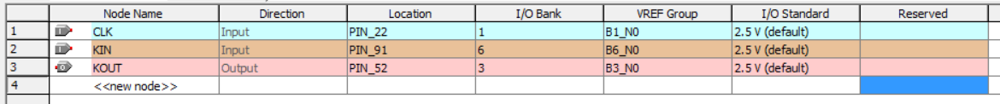 Node Name Direction Location I/O Bank VREF Group I/O Standard Reserved
1 CLK Input PIN_22 1 B1_N0 2.5 V (default)
2 KIN Input PIN_91 6 B6_N0 2.5 V (default)
3 KOUT Output PIN_52 3 B3_N0 2.5 V (default)
4 <<new node>>